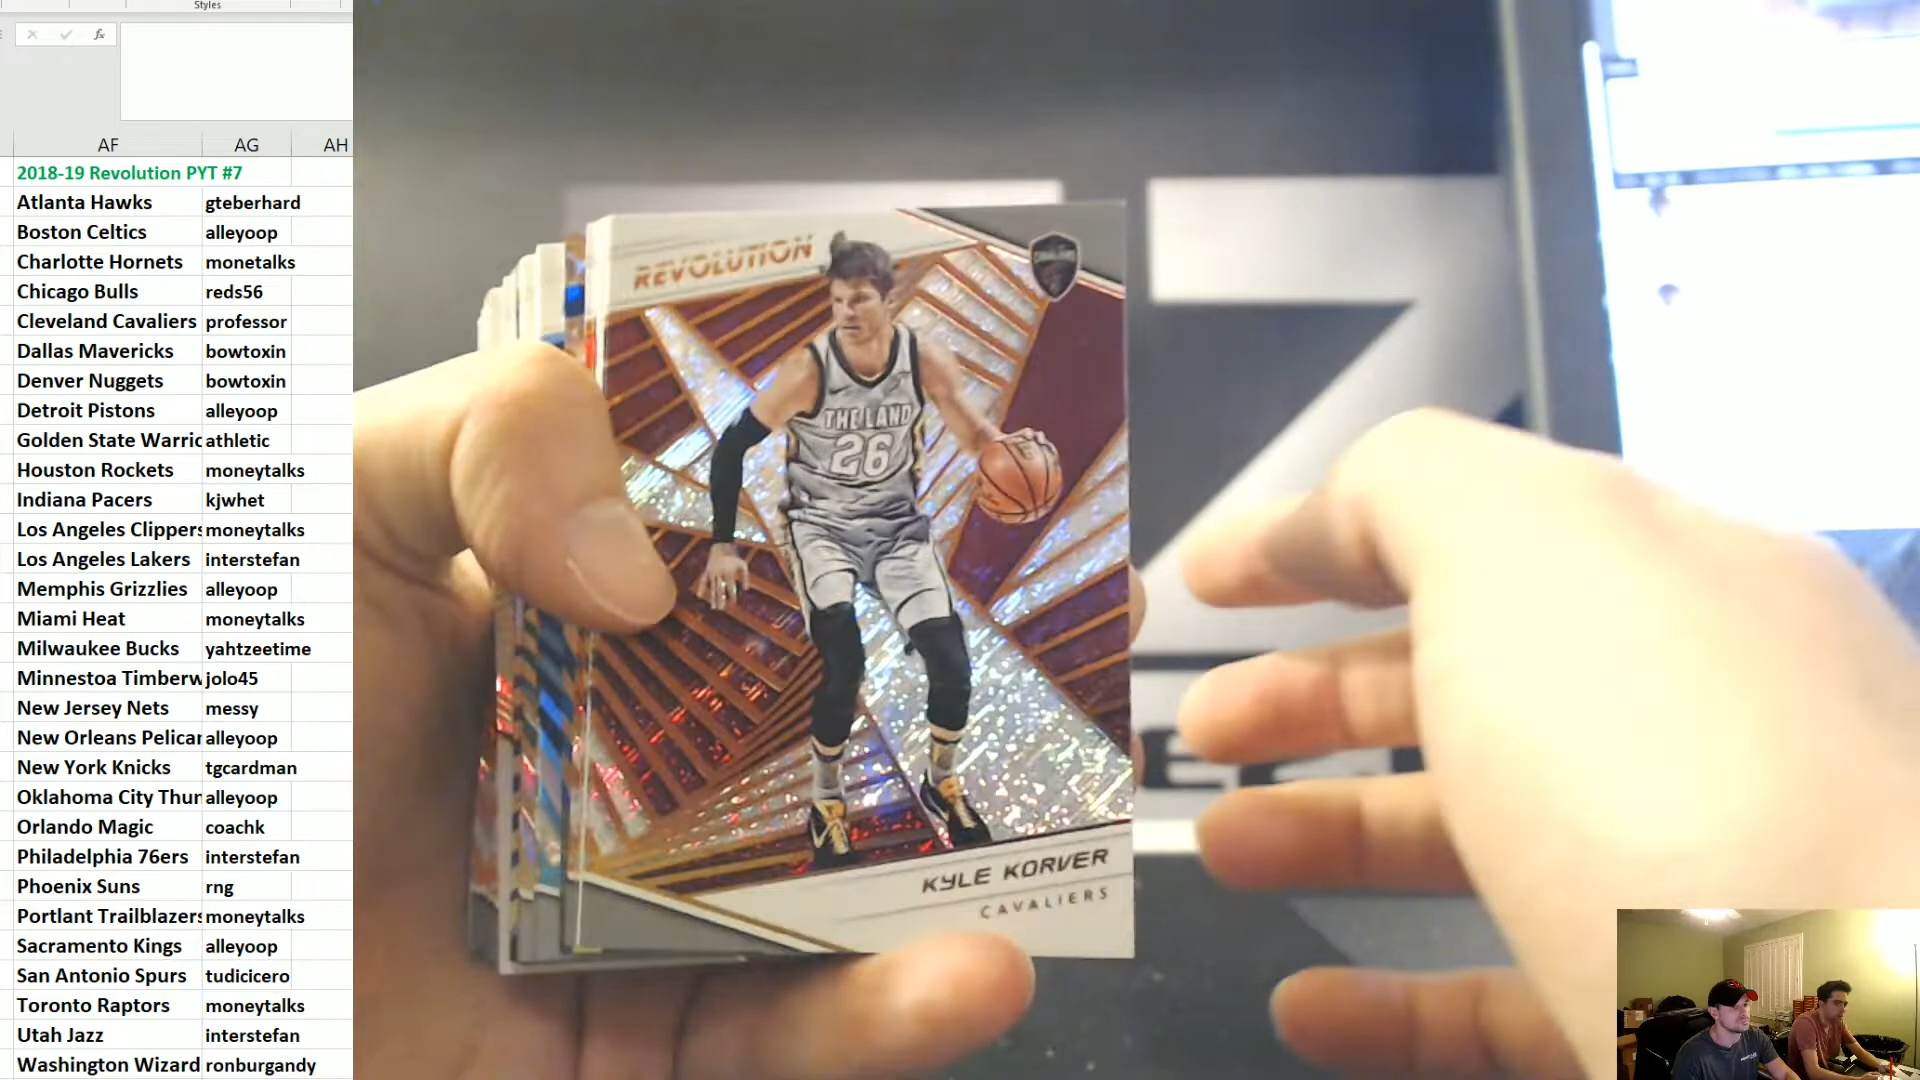 Styles
fx
AF AG AH
2018-19 Revolution PYT #7
Atlanta Hawks gteberhard
Boston Celtics alleyoop
Charlotte Hornets monetalks
Chicago Bulls reds56
Cleveland Cavaliers professor
Dallas Mavericks bowtoxin
Denver Nuggets bowtoxin
Detroit Pistons alleyoop
Golden State Warric athletic
Houston Rockets moneytalks
Indiana Pacers kjwhet
Los Angeles Clippers moneytalks
Los Angeles Lakers interstefan
Memphis Grizzlies alleyoop
Miami Heat moneytalks
Milwaukee Bucks yahtzeetime
Minnestoa Timberw jolo45
New Jersey Nets messy
New Orleans Pelicar alleyoop
New York Knicks tgcardman
Oklahoma City Thur alleyoop
Orlando Magic coachk
Philadelphia 76ers interstefan
Phoenix Suns rng
Portlant Trailblazers moneytalks
Sacramento Kings alleyoop
San Antonio Spurs tudicicero
Toronto Raptors moneytalks
Utah Jazz interstefan
Washington Wizard ronburgandy
REVOLUTION
THE LAND
26
KYLE KORVER
CAVALIERS